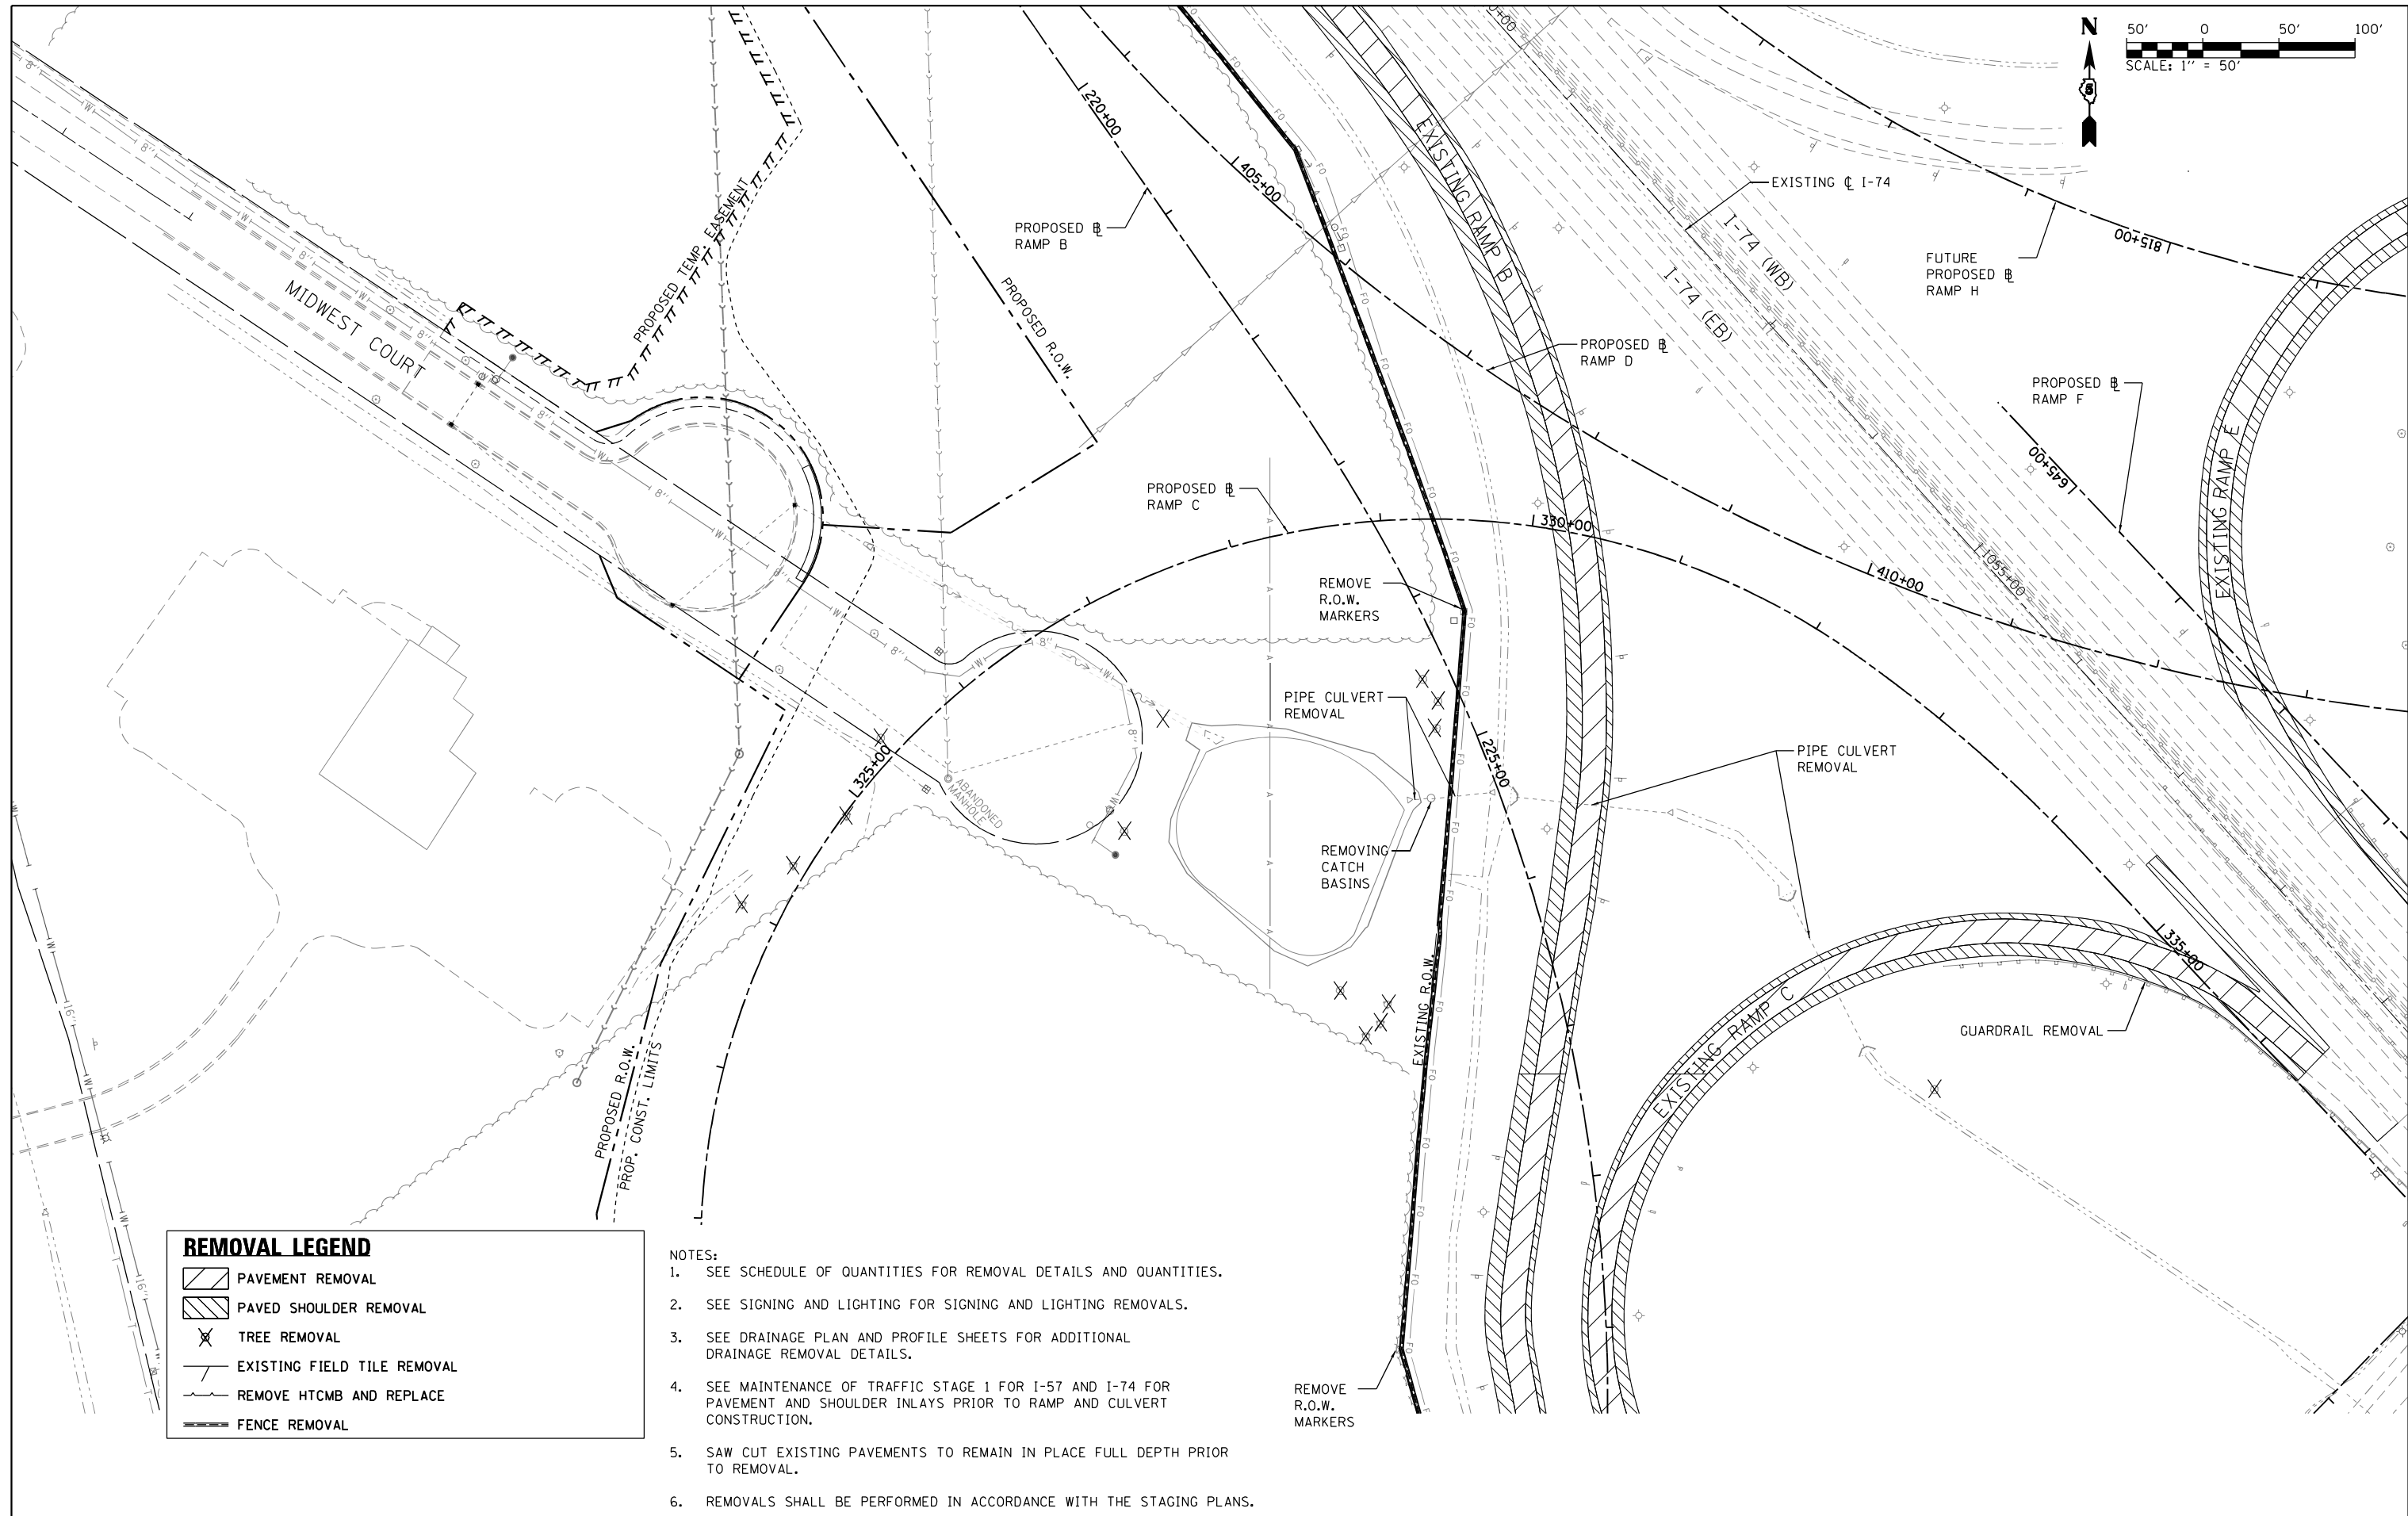 N
50' 0 50' 100'
SCALE: 1'' = 50'
5
220+00
405+00
EXISTING RAMP B
EXISTING ℄ I-74
I-74 (WB)
I-74 (EB)
815+00
FUTURE
PROPOSED B
RAMP H
PROPOSED B
RAMP B
PROPOSED TEMP. EASEMENT
PROPOSED R.O.W.
MIDWEST COURT
PROPOSED B
RAMP D
PROPOSED B
RAMP F
645+00
EXISTING RAMP E
PROPOSED B
RAMP C
330+00
410+00
1055+00
REMOVE
R.O.W.
MARKERS
PIPE CULVERT
REMOVAL
225+00
PIPE CULVERT
REMOVAL
325+00
ABANDONED
MANHOLE
REMOVING
CATCH
BASINS
335+00
EXISTING R.O.W.
EXISTING RAMP C
GUARDRAIL REMOVAL
PROPOSED R.O.W.
PROP. CONST. LIMITS
16''
16''
REMOVE
R.O.W.
MARKERS
REMOVAL LEGEND
PAVEMENT REMOVAL
PAVED SHOULDER REMOVAL
TREE REMOVAL
EXISTING FIELD TILE REMOVAL
REMOVE HTCMB AND REPLACE
FENCE REMOVAL
NOTES:
1. SEE SCHEDULE OF QUANTITIES FOR REMOVAL DETAILS AND QUANTITIES.
2. SEE SIGNING AND LIGHTING FOR SIGNING AND LIGHTING REMOVALS.
3. SEE DRAINAGE PLAN AND PROFILE SHEETS FOR ADDITIONAL
DRAINAGE REMOVAL DETAILS.
4. SEE MAINTENANCE OF TRAFFIC STAGE 1 FOR I-57 AND I-74 FOR
PAVEMENT AND SHOULDER INLAYS PRIOR TO RAMP AND CULVERT
CONSTRUCTION.
5. SAW CUT EXISTING PAVEMENTS TO REMAIN IN PLACE FULL DEPTH PRIOR
TO REMOVAL.
6. REMOVALS SHALL BE PERFORMED IN ACCORDANCE WITH THE STAGING PLANS.